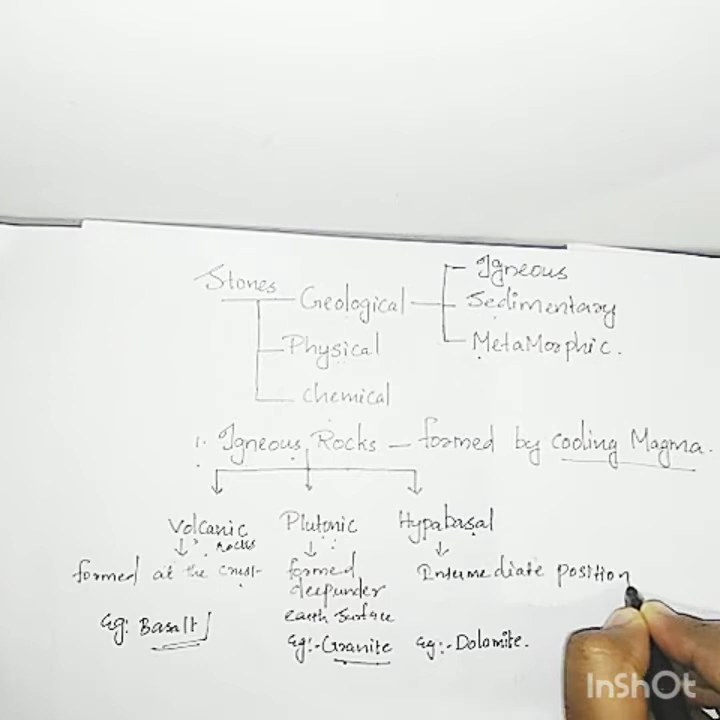 Stones Geological Igneous
Sedimentary
MetaMorphic.
Physical
chemical
1. Igneous Rocks – formed by cooling Magma.
Volcanic Plutonic Hypabasal
rocks
formed at the crust formed Intermediate position
deepunder
earth surface
Eg: Basalt Eg:- Granite Eg:- Dolomite.
InShOt